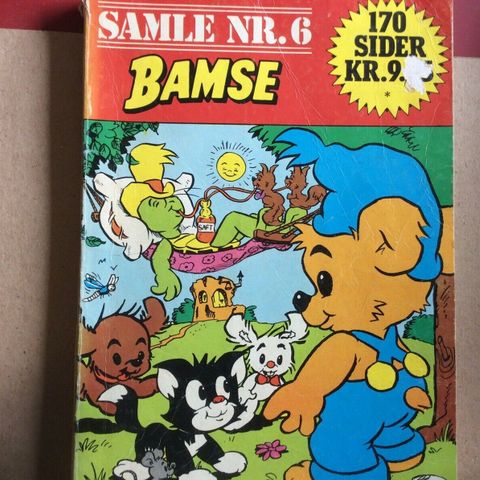 SAMLE NR. 6
BAMSE
170
SIDER
KR.9.
*
SAFT